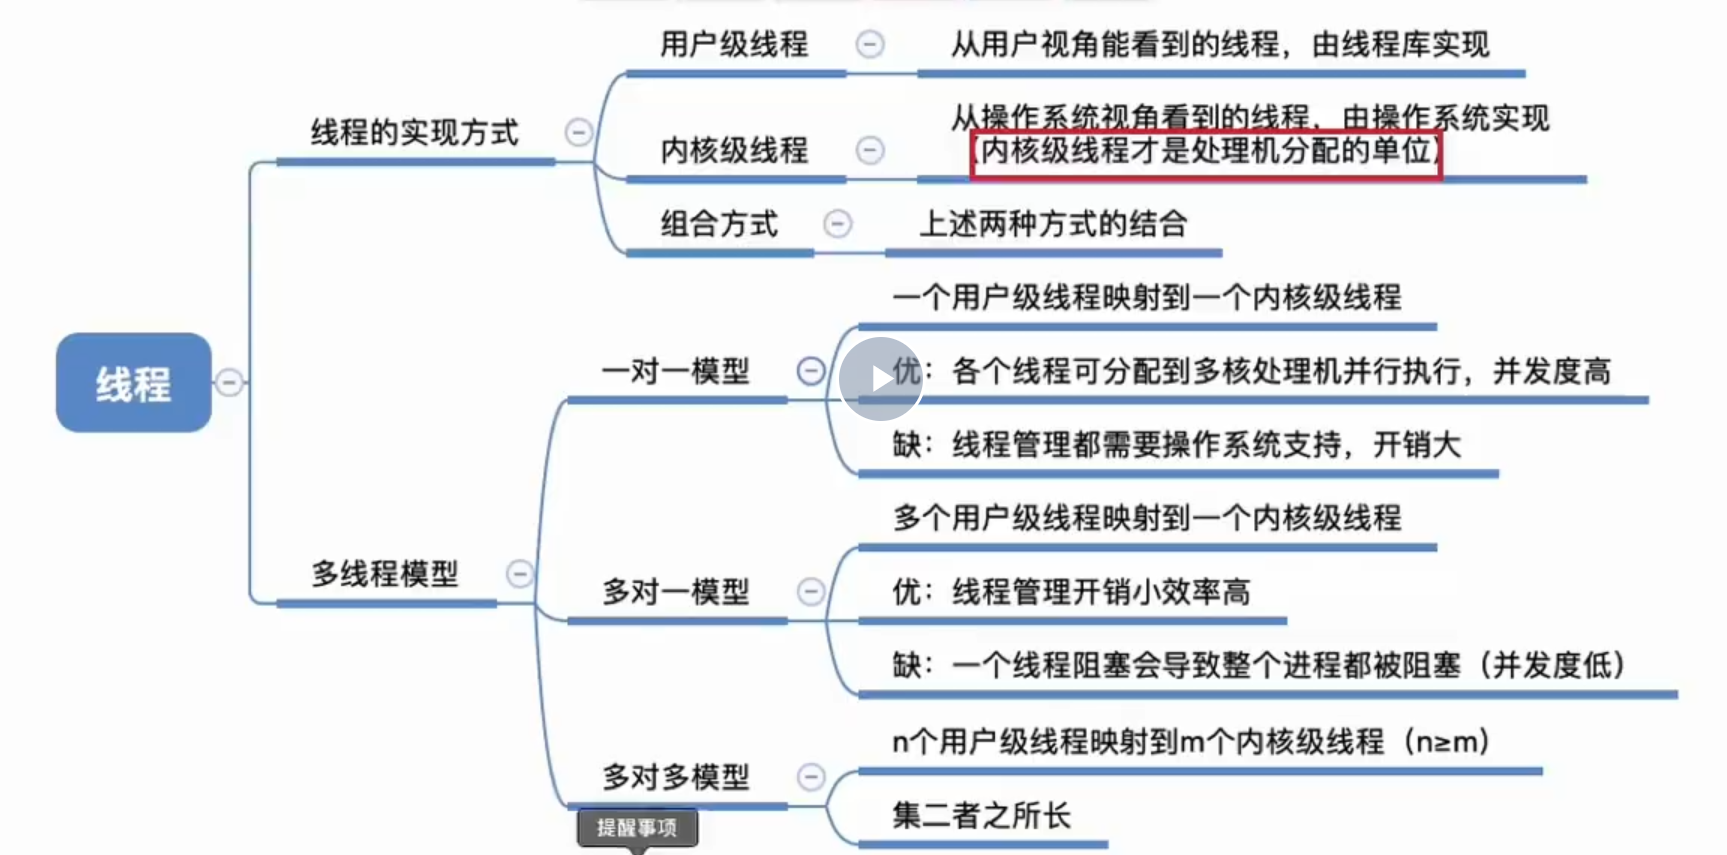 用户级线程
从用户视角能看到的线程，由线程库实现
线程的实现方式
内核级线程
从操作系统视角看到的线程，由操作系统实现
（内核级线程才是处理机分配的单位）
组合方式
上述两种方式的结合
线程
一对一模型
一个用户级线程映射到一个内核级线程
优：各个线程可分配到多核处理机并行执行，并发度高
缺：线程管理都需要操作系统支持，开销大
多线程模型
多对一模型
多个用户级线程映射到一个内核级线程
优：线程管理开销小效率高
缺：一个线程阻塞会导致整个进程都被阻塞（并发度低）
多对多模型
n个用户级线程映射到m个内核级线程（n≥m）
集二者之所长
提醒事项